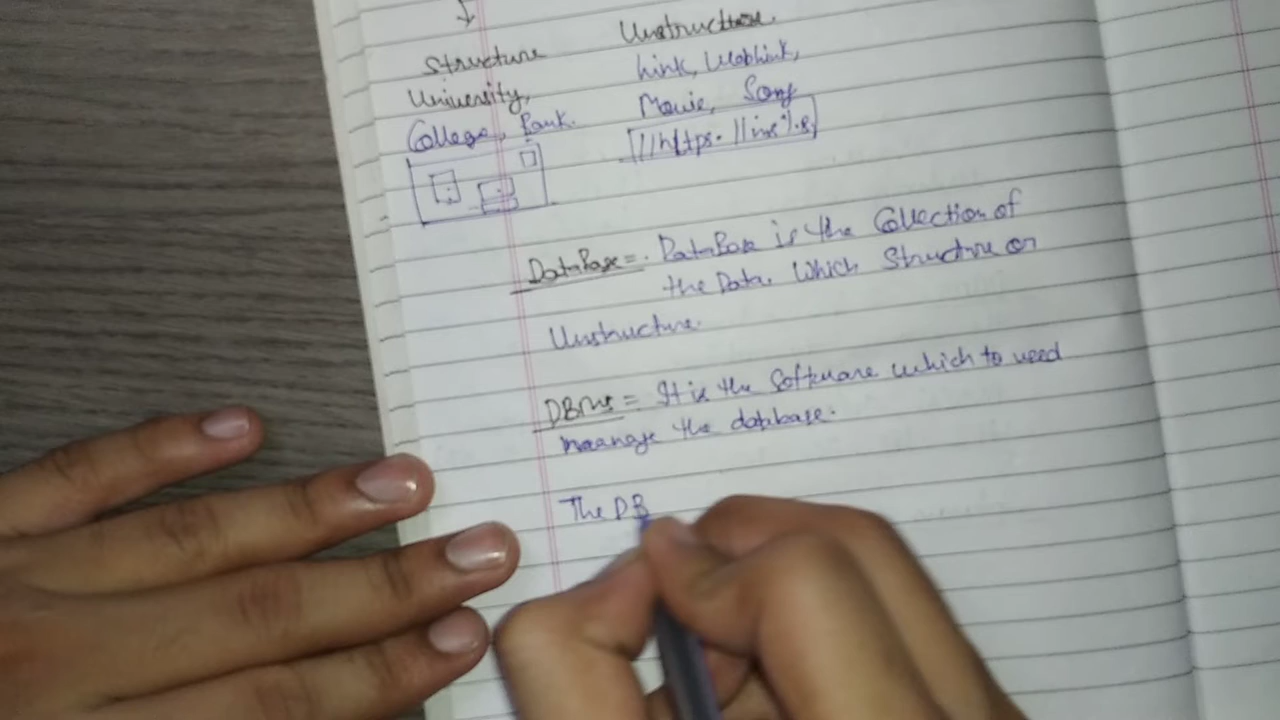 Structure
Unstructure.
University,
link, Weblink,
College, Bank.
Movie, Song
//https. //ins%.8
DataBase = . DataBase is the Collection of
the Data. Which Structure or
Unstructure.
DBMS = It is the Software which to used
manage the database.
The DB